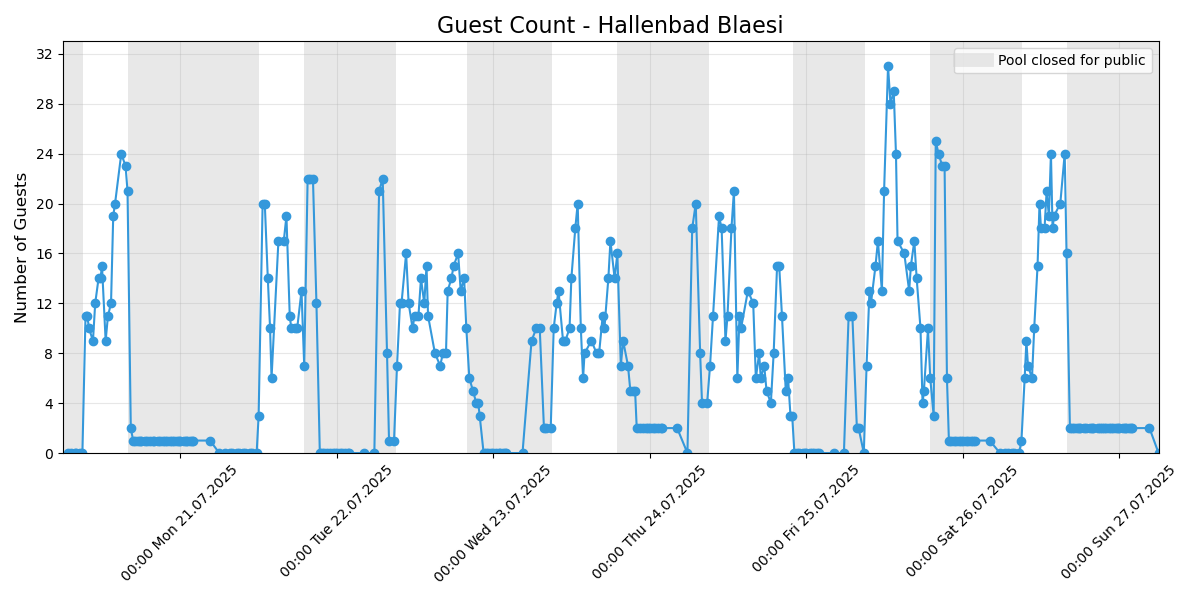 Guest Count - Hallenbad Blaesi
Pool closed for public
Number of Guests
32
28
24
20
16
12
8
4
0
00:00 Mon 21.07.2025
00:00 Tue 22.07.2025
00:00 Wed 23.07.2025
00:00 Thu 24.07.2025
00:00 Fri 25.07.2025
00:00 Sat 26.07.2025
00:00 Sun 27.07.2025